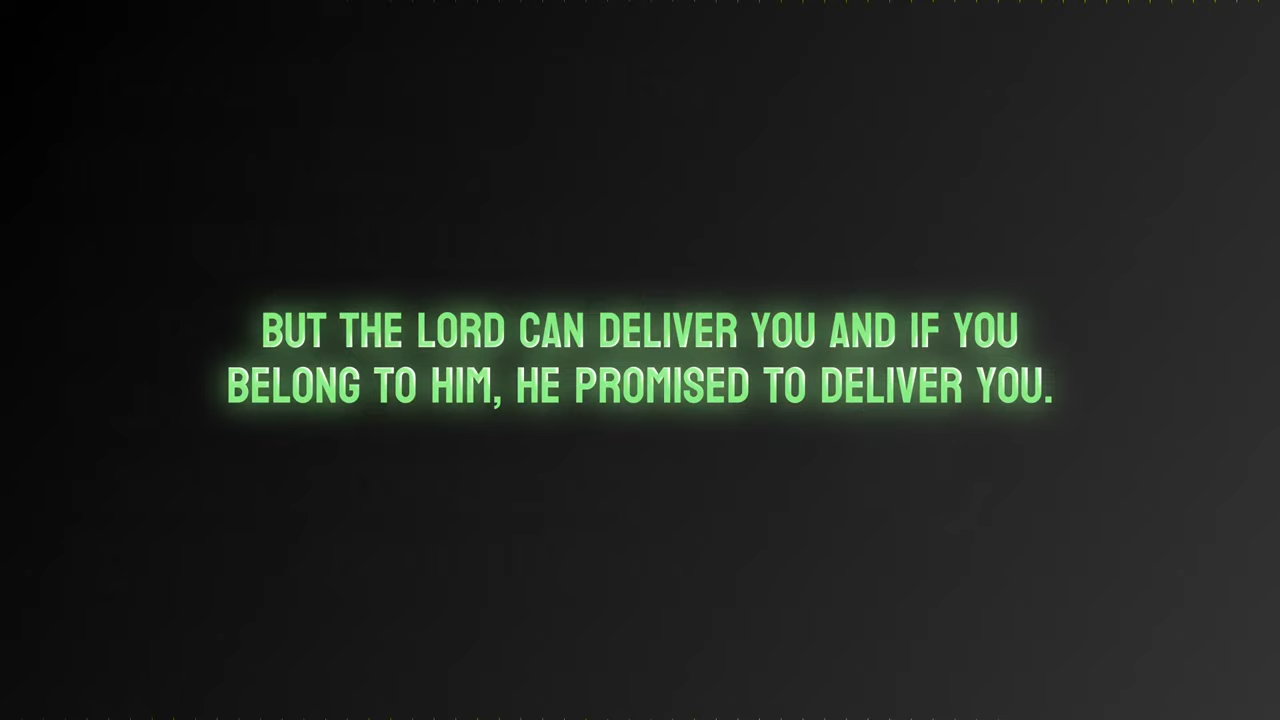 BUT THE LORD CAN DELIVER YOU AND IF YOU
BELONG TO HIM, HE PROMISED TO DELIVER YOU.